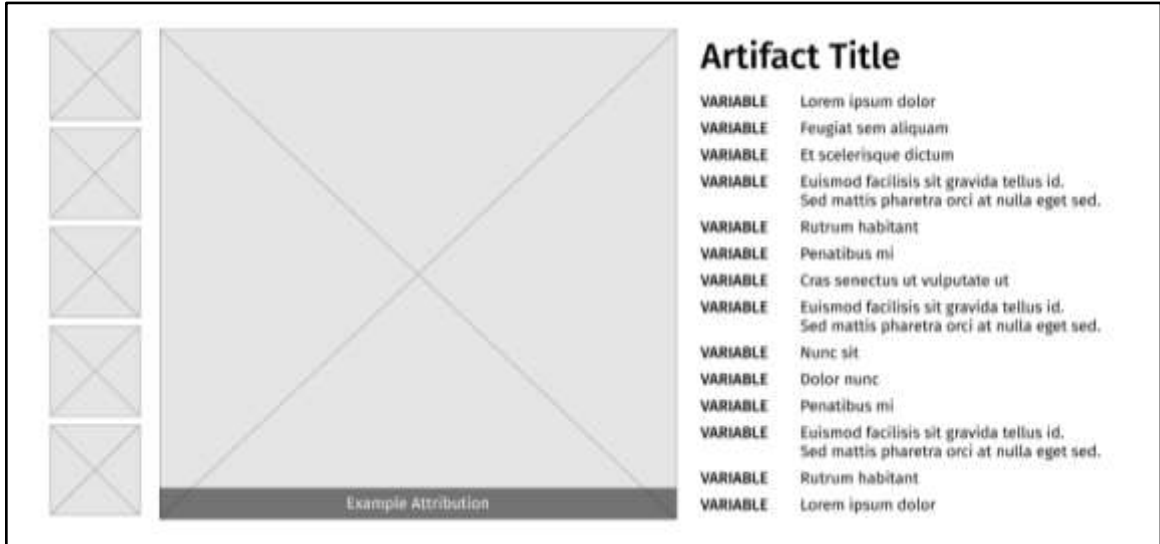 Artifact Title
VARIABLE Lorem ipsum dolor
VARIABLE Feugiat sem aliquam
VARIABLE Et scelerisque dictum
VARIABLE Euismod facilisis sit gravida tellus id.
Sed mattis pharetra orci at nulla eget sed.
VARIABLE Rutrum habitant
VARIABLE Penatibus mi
VARIABLE Cras senectus ut vulputate ut
VARIABLE Euismod facilisis sit gravida tellus id.
Sed mattis pharetra orci at nulla eget sed.
VARIABLE Nunc sit
VARIABLE Dolor nunc
VARIABLE Penatibus mi
VARIABLE Euismod facilisis sit gravida tellus id.
Sed mattis pharetra orci at nulla eget sed.
VARIABLE Rutrum habitant
VARIABLE Lorem ipsum dolor
Example Attribution